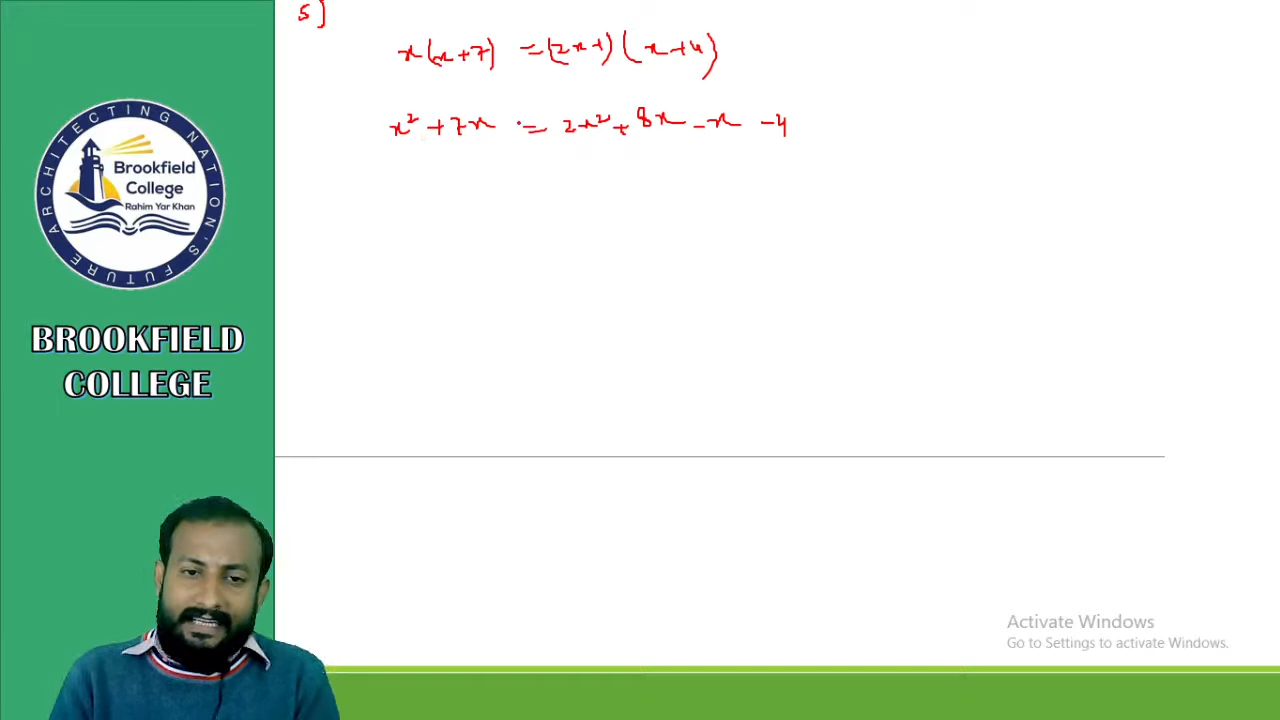 5]
x(x+7) =(2x-1)(x+4)
x² + 7x = 2x² + 8x - x - 4
ARCHITECTING NATION'S FUTURE
Brookfield
College
Rahim Yar Khan
BROOKFIELD
COLLEGE
Activate Windows
Go to Settings to activate Windows.